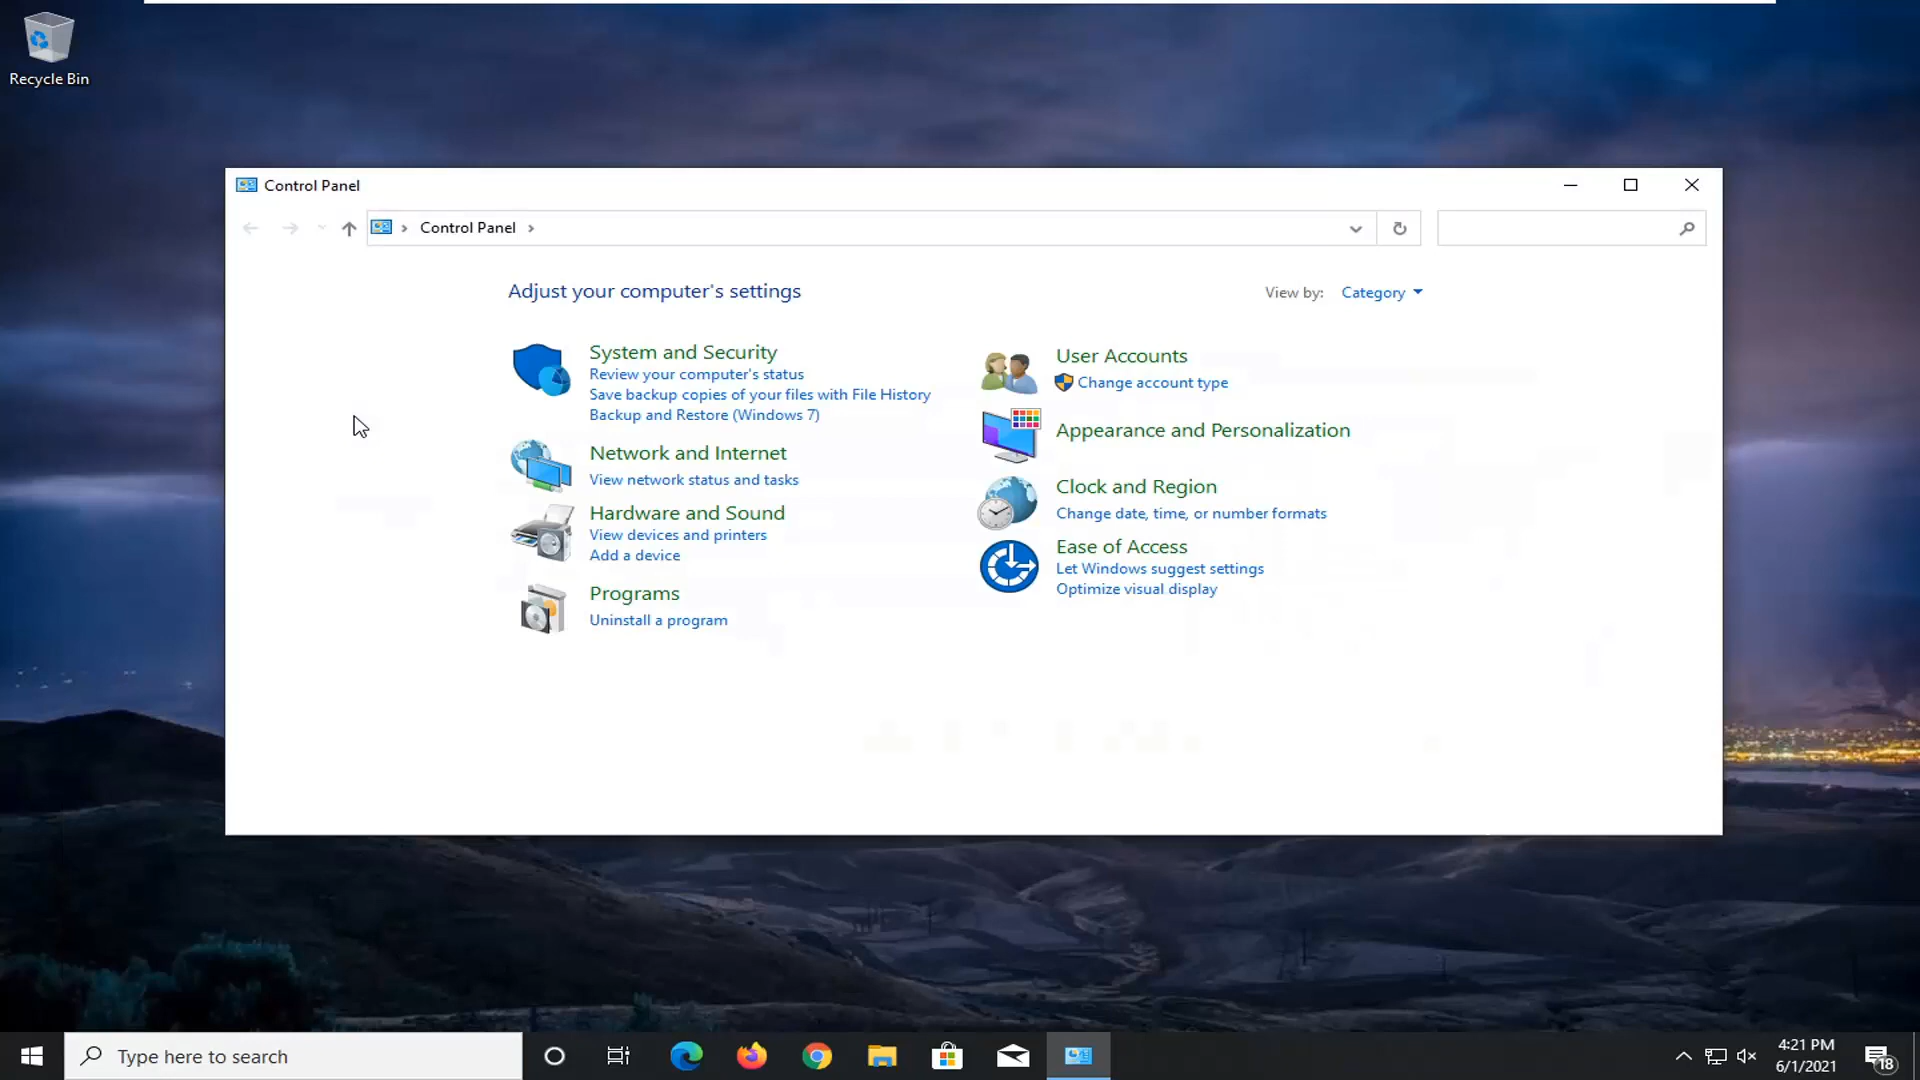 Recycle Bin
Control Panel
Control Panel
Adjust your computer's settings
View by: Category
System and Security
Review your computer's status
Save backup copies of your files with File History
Backup and Restore (Windows 7)
Network and Internet
View network status and tasks
Hardware and Sound
View devices and printers
Add a device
Programs
Uninstall a program
User Accounts
Change account type
Appearance and Personalization
Clock and Region
Change date, time, or number formats
Ease of Access
Let Windows suggest settings
Optimize visual display
Type here to search
4:21 PM
6/1/2021
18